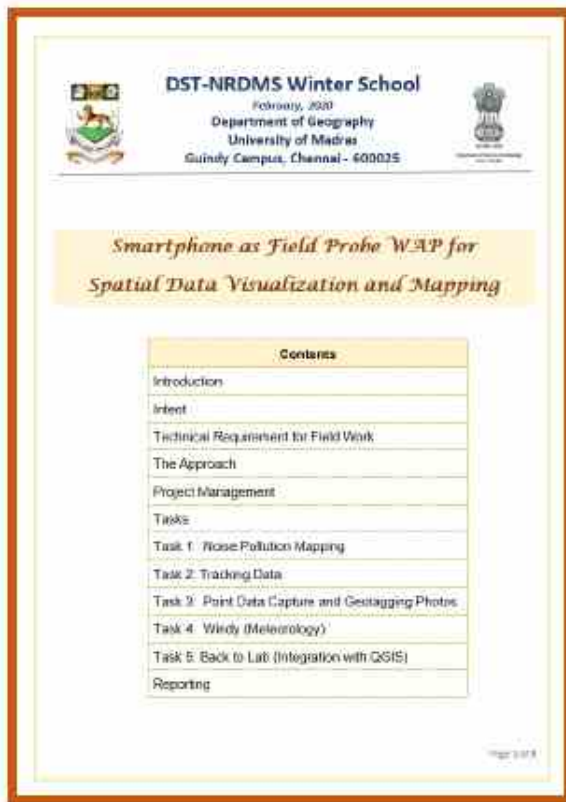 DST-NRDMS Winter School
February, 2020
Department of Geography
University of Madras
Guindy Campus, Chennai - 600025
Smartphone as Field Probe WAP for
Spatial Data Visualization and Mapping
Contents
Introduction
Intent
Technical Requirement for Field Work
The Approach
Project Management
Tasks
Task 1: Noise Pollution Mapping
Task 2: Tracking Data
Task 3: Point Data Capture and Geotagging Photos
Task 4: Windy (Meteorology)
Task 5: Back to Lab (Integration with QGIS)
Reporting